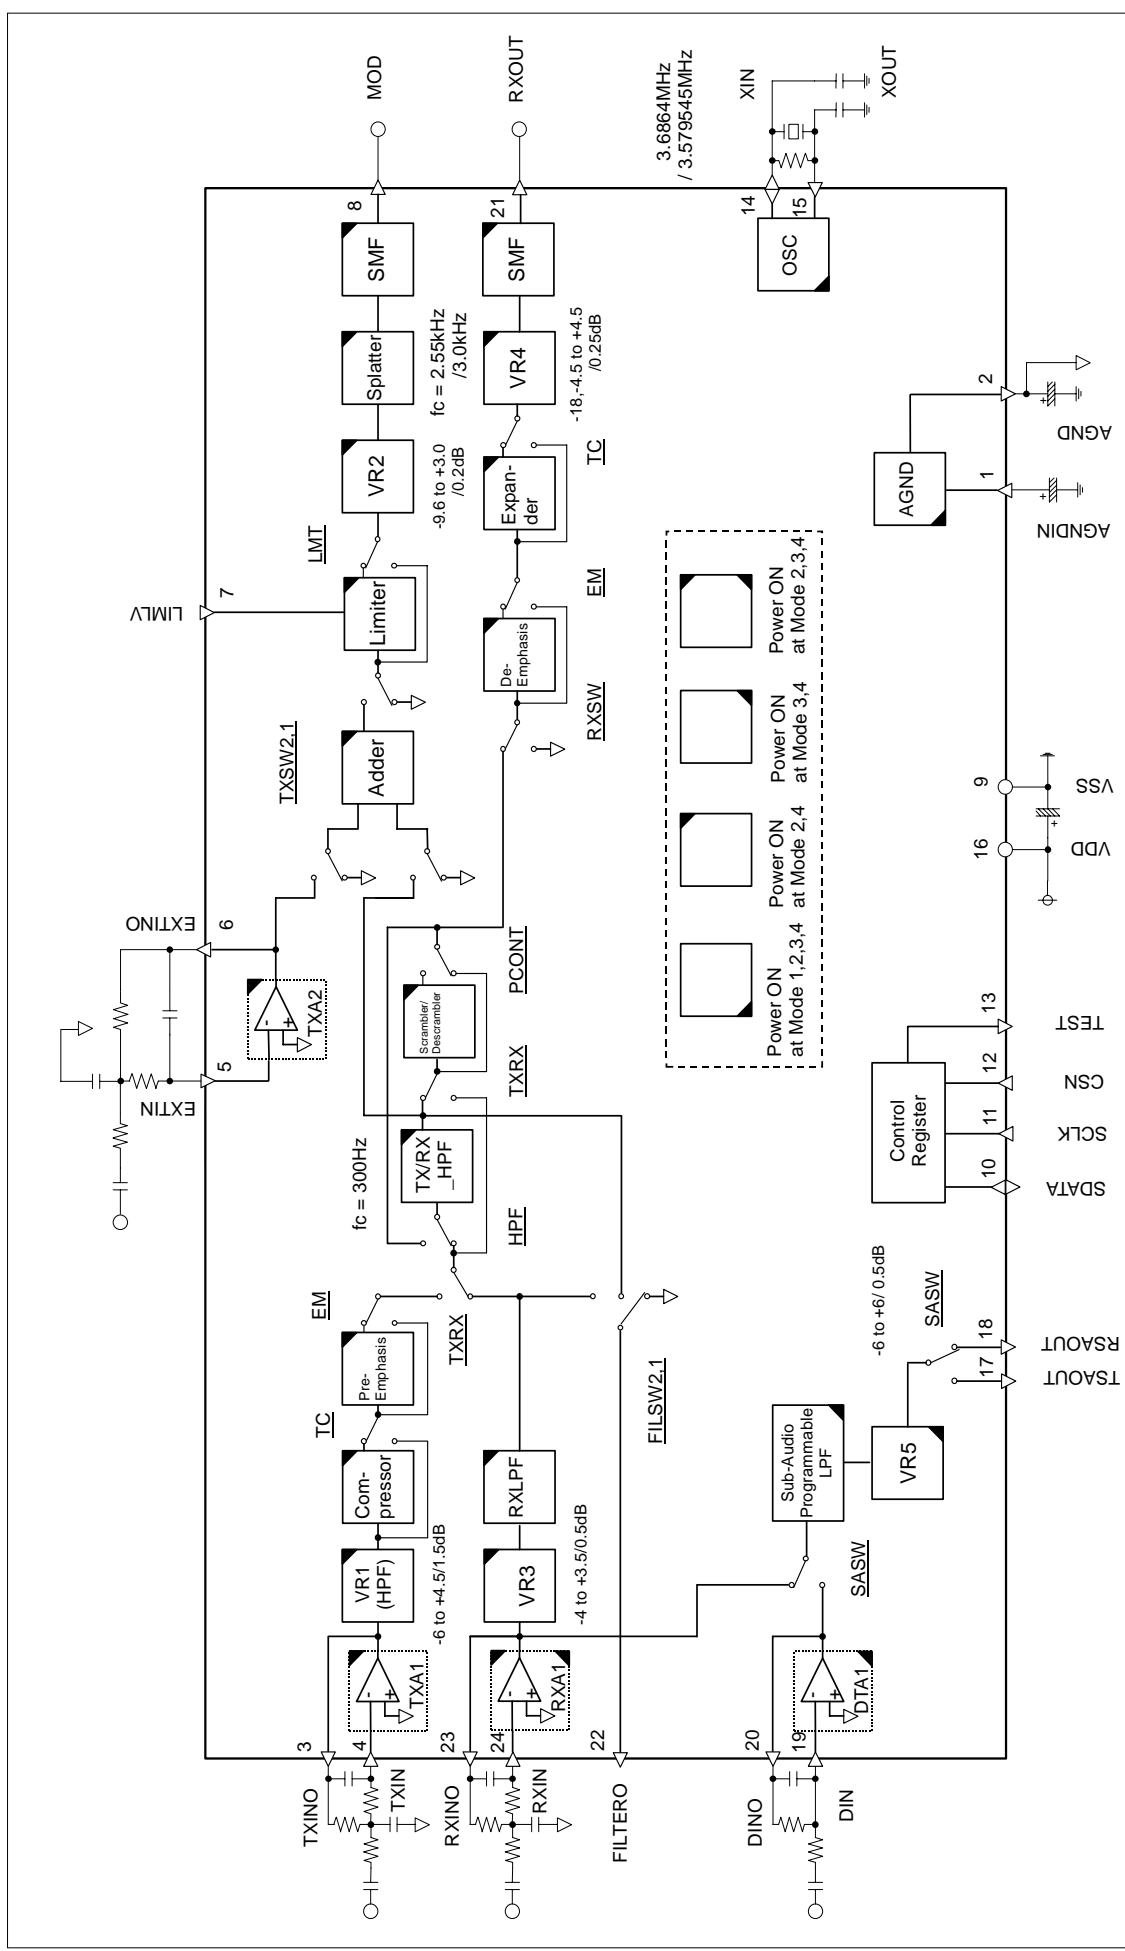 TXINO
3
4
TXIN
TXA1
-
+
VR1
(HPF)
-6 to +4.5/1.5dB
Com-
pressor
TC
Pre-
Emphasis
EM
TXRX
HPF
fc = 300Hz
TX/RX
_HPF
TXRX
Scrambler/
Descrambler
PCONT
EXTIN
5
6
EXTINO
TXA2
-
+
TXSW2,1
Adder
LIMLV
7
Limiter
LMT
VR2
-9.6 to +3.0
/0.2dB
Splatter
fc = 2.55kHz
/3.0kHz
SMF
8
MOD
RXINO
23
24
RXIN
RXA1
-
+
VR3
-4 to +3.5/0.5dB
RXLPF
RXSW
De-
Emphasis
EM
Expan-
der
TC
VR4
-18,-4.5 to +4.5
/0.25dB
SMF
21
RXOUT
FILTERO
22
FILSW2,1
DINO
20
19
DIN
DTA1
-
+
SASW
Sub-Audio
Programmable
LPF
VR5
-6 to +6/ 0.5dB
SASW
17
18
TSAOUT
RSAOUT
Control
Register
10
11
12
13
SDATA
SCLK
CSN
TEST
Power ON
at Mode 1,2,3,4
Power ON
at Mode 2,4
Power ON
at Mode 3,4
Power ON
at Mode 2,3,4
16
9
VDD
VSS
+
AGND
1
2
AGNDIN
AGND
+
+
OSC
14
15
3.6864MHz
/ 3.579545MHz
XIN
XOUT